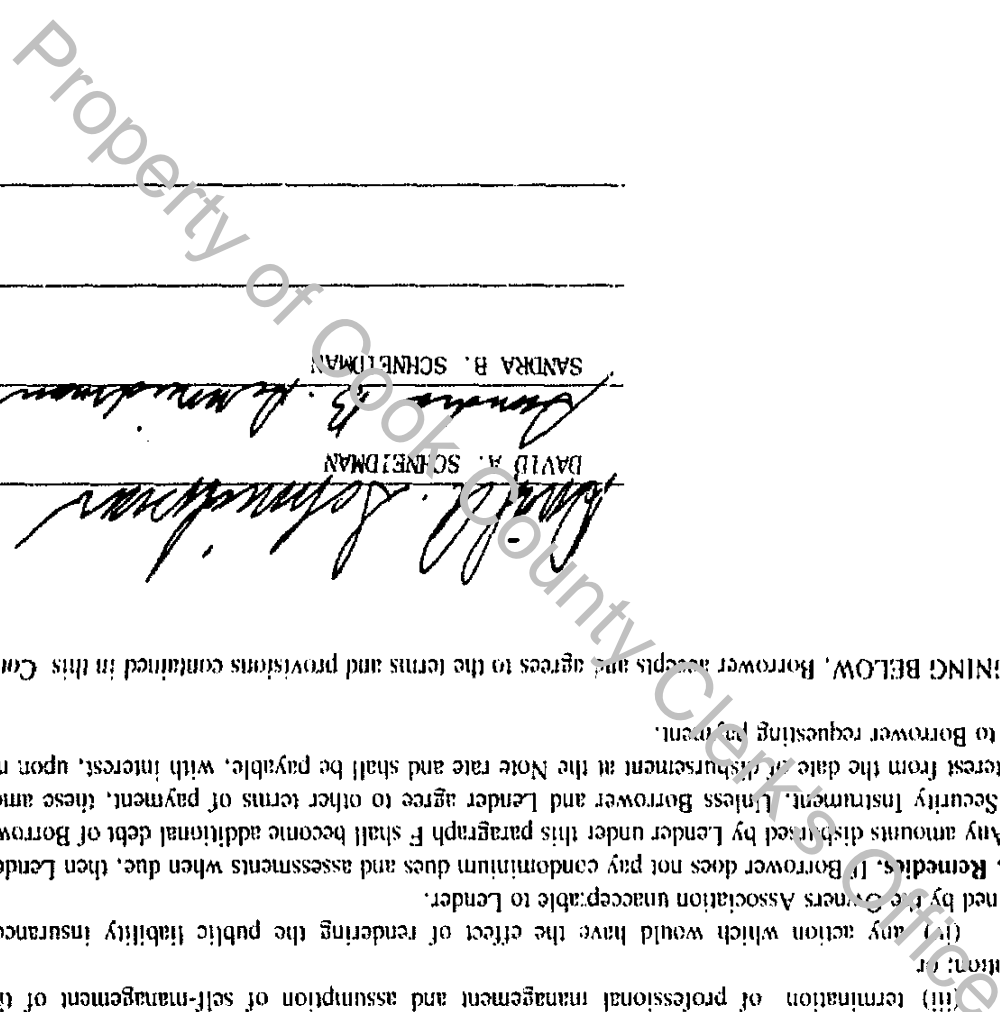 (iii) termination of professional management and assumption of self-management of
tion; or
(iv) any action which would have the effect of rendering the public liability insuranc
ned by the Owners Association unacceptable to Lender.
. Remedies. If Borrower does not pay condominium dues and assessments when due, then Lende
Any amounts disbursed by Lender under this paragraph F shall become additional debt of Borrow
Security Instrument. Unless Borrower and Lender agree to other terms of payment, these amo
terest from the date of disbursement at the Note rate and shall be payable, with interest, upon n
to Borrower requesting payment.
GNING BELOW, Borrower accepts and agrees to the terms and provisions contained in this Con
David A. Schneidman
DAVID A. SCHNEIDMAN
Sandra B. Schneidman
SANDRA B. SCHNEIDMAN
Property of Cook County Clerk's Office